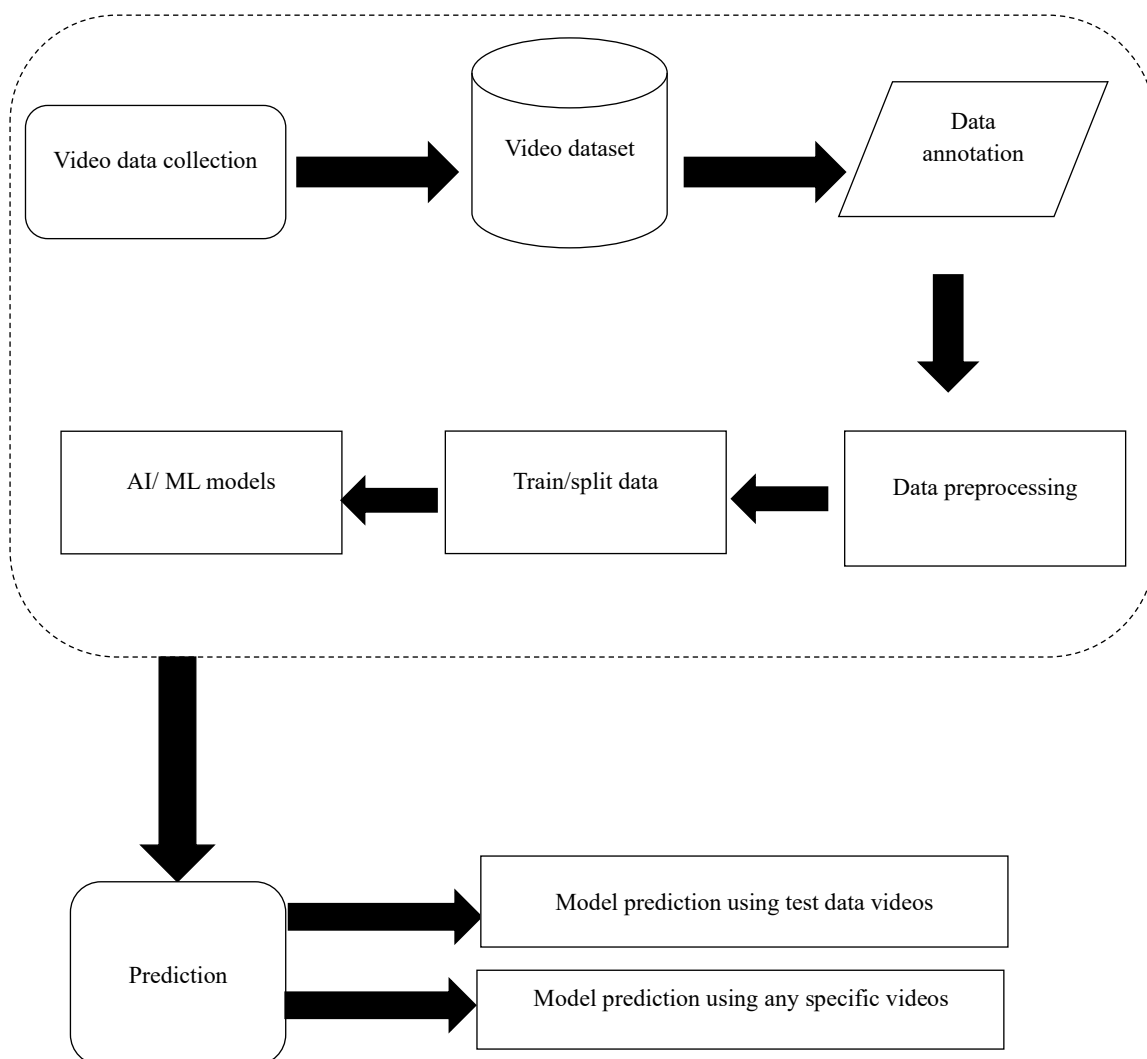 Video data collection
Video dataset
Data
annotation
AI/ ML models
Train/split data
Data preprocessing
Prediction
Model prediction using test data videos
Model prediction using any specific videos